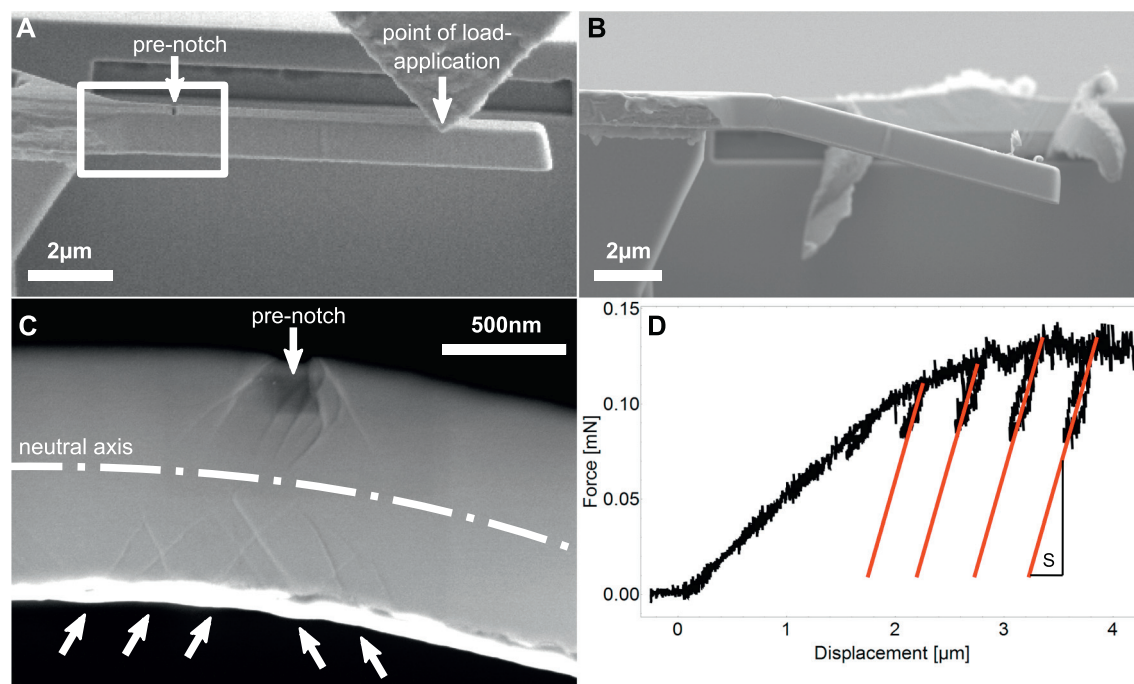 A
pre-notch
point of load-
application
2µm
B
2µm
C
pre-notch
500nm
neutral axis
D
0.15
0.10
0.05
0.00
Force [mN]
S
0
1
2
3
4
Displacement [µm]